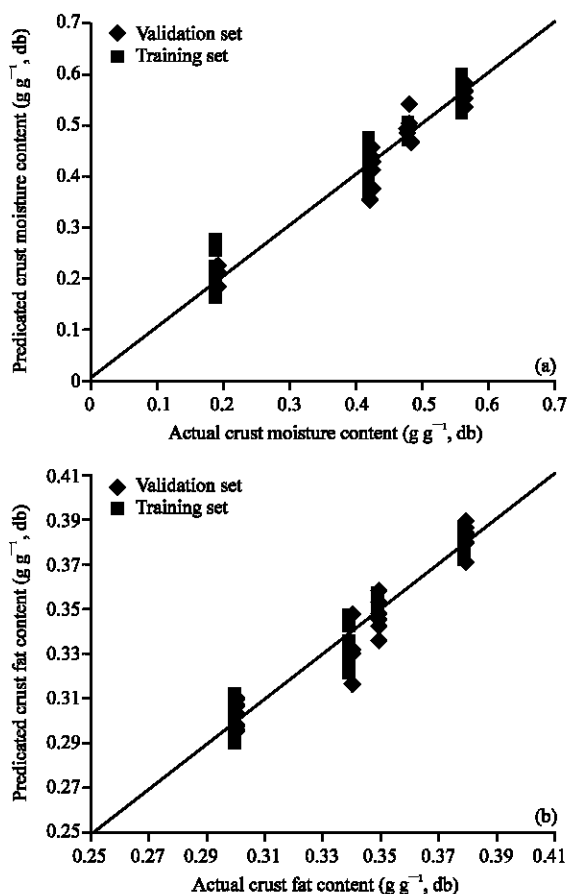 Predicated crust moisture content (g g⁻¹, db)
0.7
0.6
0.5
0.4
0.3
0.2
0.1
0
Validation set
Training set
(a)
0 0.1 0.2 0.3 0.4 0.5 0.6 0.7
Actual crust moisture content (g g⁻¹, db)
Predicated crust fat content (g g⁻¹, db)
0.41
0.39
0.37
0.35
0.33
0.31
0.29
0.27
0.25
Validation set
Training set
(b)
0.25 0.27 0.29 0.31 0.33 0.35 0.37 0.39 0.41
Actual crust fat content (g g⁻¹, db)